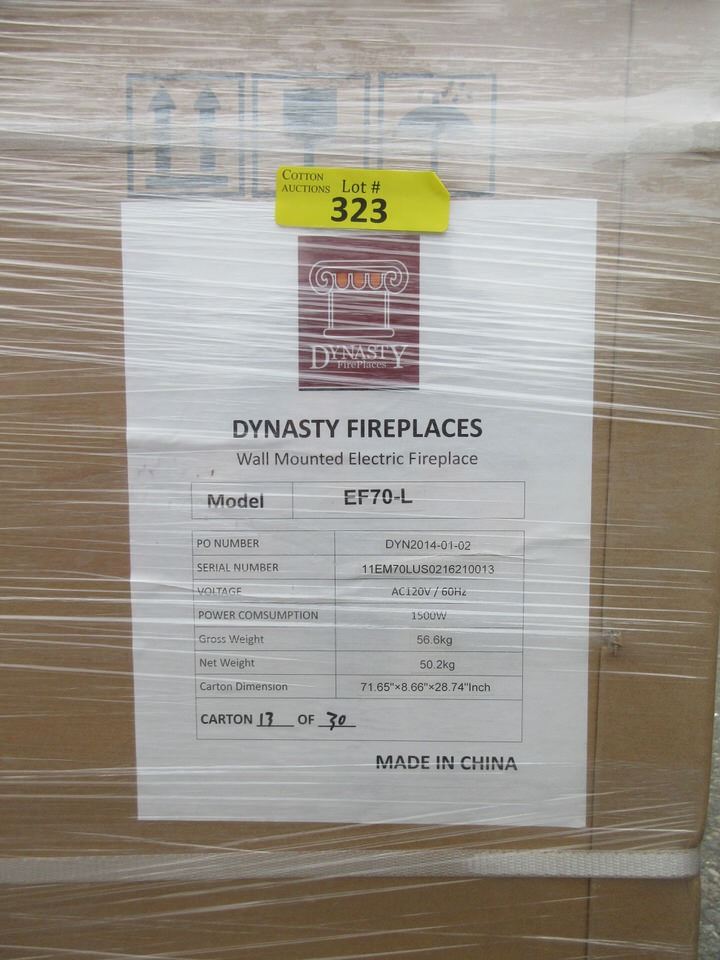 COTTON
AUCTIONS Lot #
323
DYNASTY
FirePlaces
DYNASTY FIREPLACES
Wall Mounted Electric Fireplace
Model EF70-L
PO NUMBER DYN2014-01-02
SERIAL NUMBER 11EM70LUS0216210013
VOLTAGE AC120V / 60Hz
POWER COMSUMPTION 1500W
Gross Weight 56.6kg
Net Weight 50.2kg
Carton Dimension 71.65"×8.66"×28.74"Inch
CARTON 13 OF 30
MADE IN CHINA